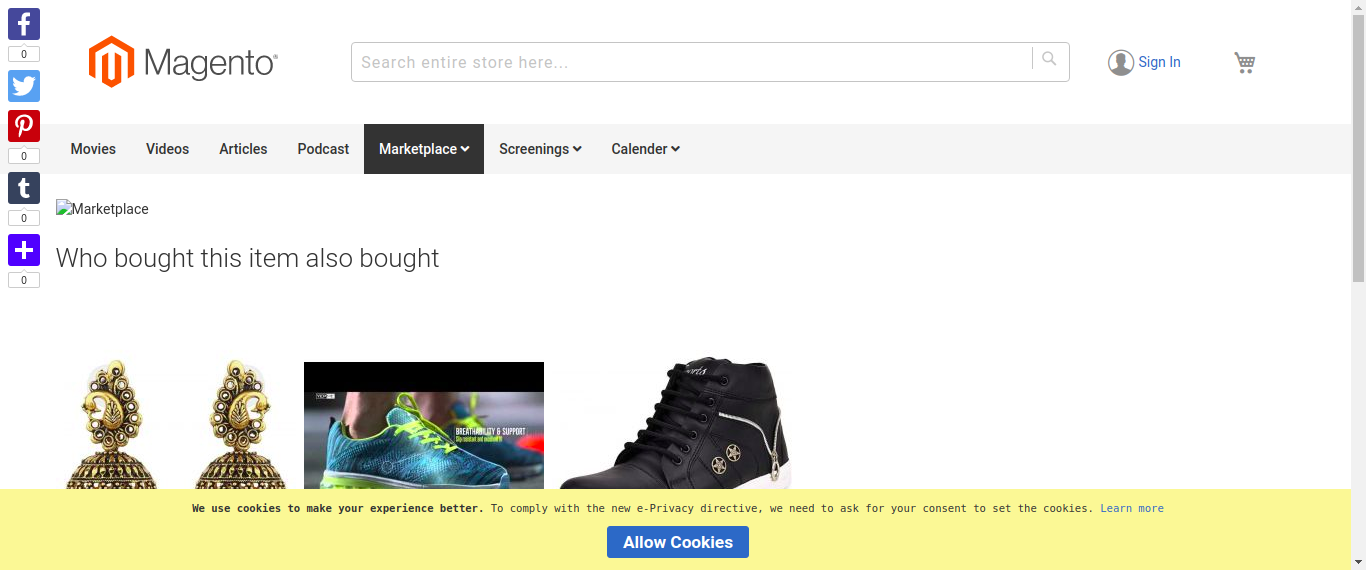 Magento
Search entire store here...
Sign In
0
0
0
0
Movies
Videos
Articles
Podcast
Marketplace
Screenings
Calender
Marketplace
Who bought this item also bought
BREATHABILITY & SUPPORT
We use cookies to make your experience better. To comply with the new e-Privacy directive, we need to ask for your consent to set the cookies. Learn more
Allow Cookies